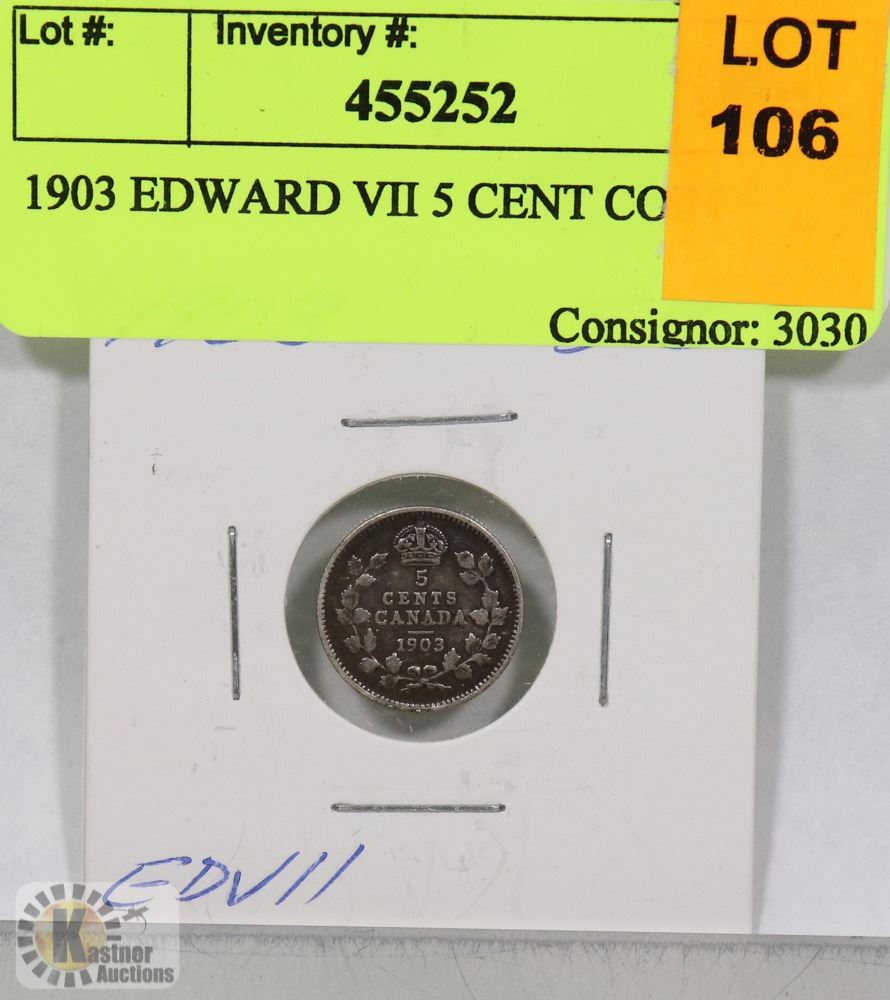 Lot #:
Inventory #:
LOT
106
455252
1903 EDWARD VII 5 CENT
Consignor: 3030
5
CENTS
CANADA
1903
EDVII
Kastner
Auctions